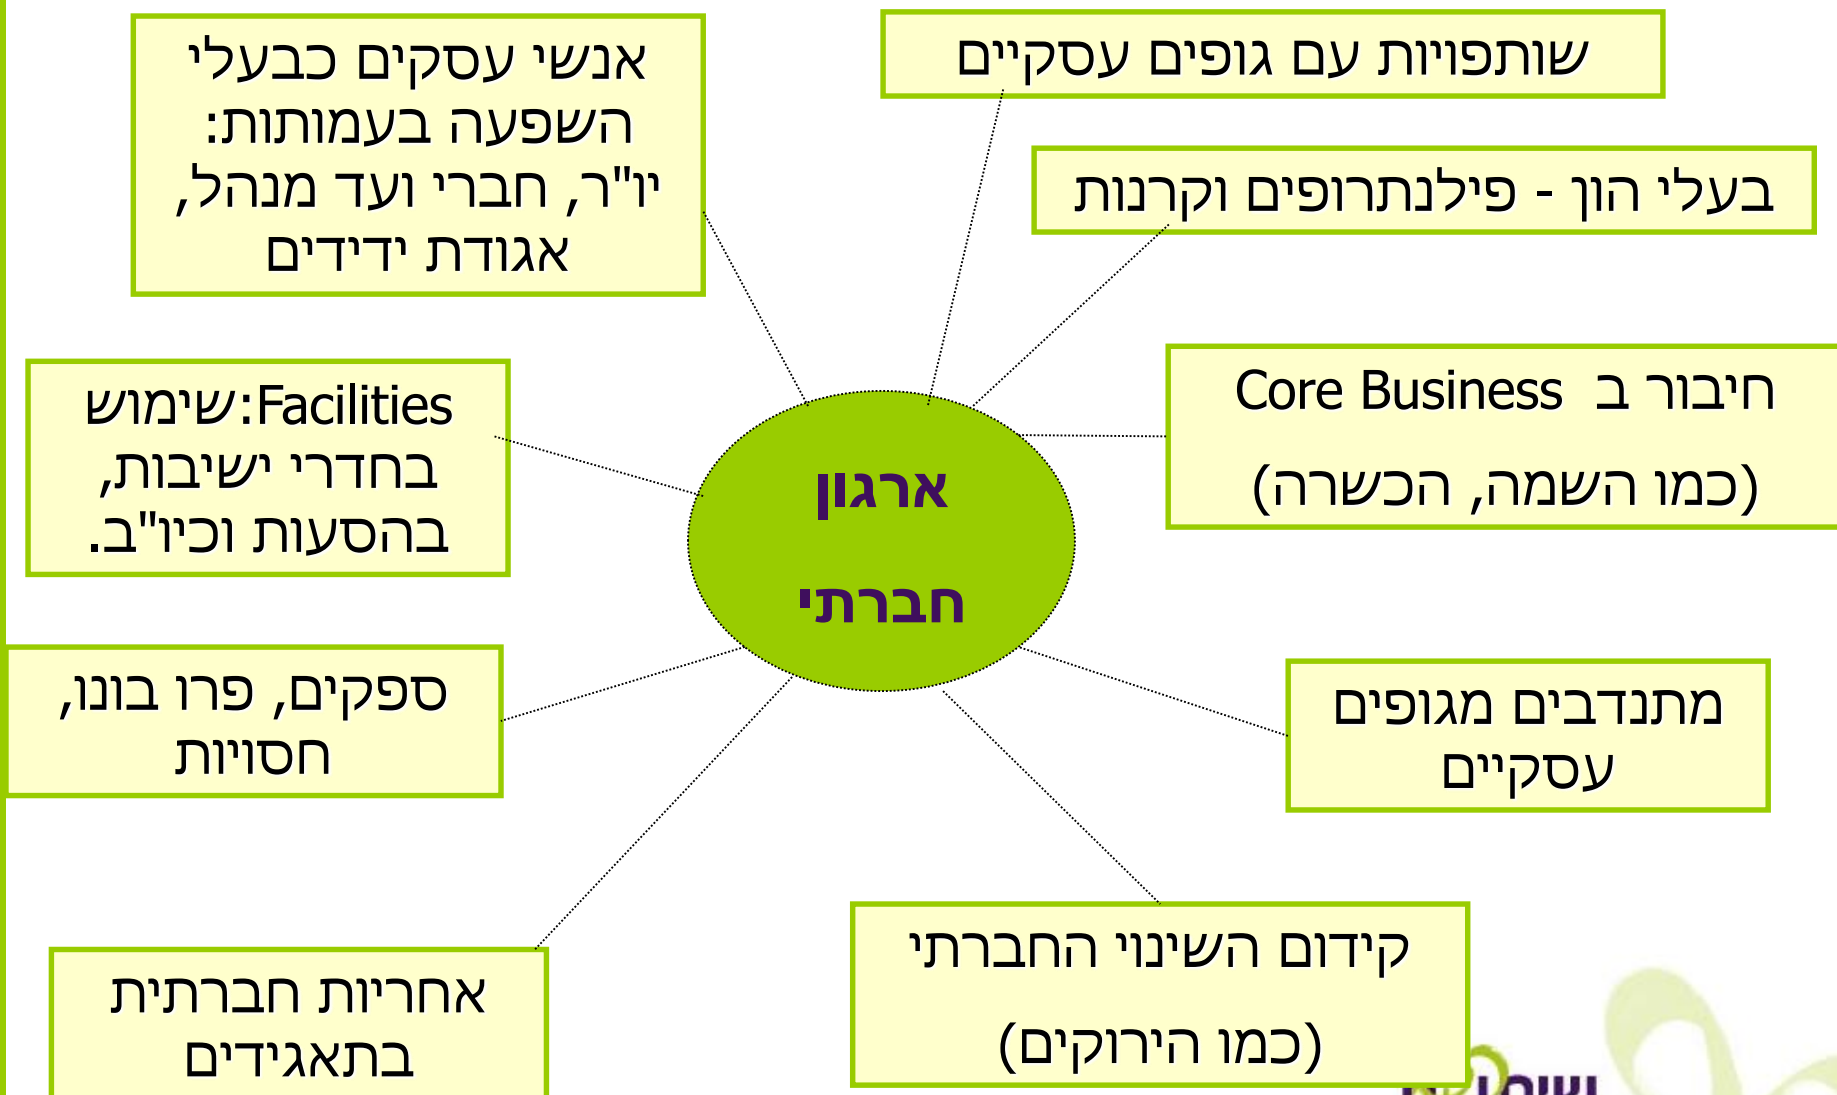 שותפויות עם גופים עסקיים
אנשי עסקים כבעלי
השפעה בעמותות:
יו"ר, חברי ועד מנהל,
אגודת ידידים
בעלי הון - פילנתרופים וקרנות
חיבור ב Core Business
(כמו השמה, הכשרה)
Facilities:שימוש
בחדרי ישיבות,
בהסעות וכיו"ב.
ארגון
חברתי
מתנדבים מגופים
עסקיים
ספקים, פרו בונו,
חסויות
קידום השינוי החברתי
(כמו הירוקים)
אחריות חברתית
בתאגידים